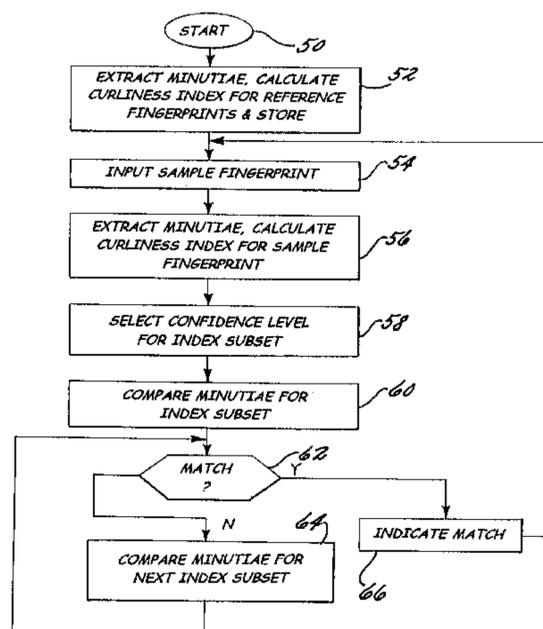 START
50
EXTRACT MINUTIAE, CALCULATE
CURLINESS INDEX FOR REFERENCE
FINGERPRINTS & STORE
52
INPUT SAMPLE FINGERPRINT
54
EXTRACT MINUTIAE, CALCULATE
CURLINESS INDEX FOR SAMPLE
FINGERPRINT
56
SELECT CONFIDENCE LEVEL
FOR INDEX SUBSET
58
COMPARE MINUTIAE FOR
INDEX SUBSET
60
MATCH
?
62
Y
N
64
COMPARE MINUTIAE FOR
NEXT INDEX SUBSET
INDICATE MATCH
66